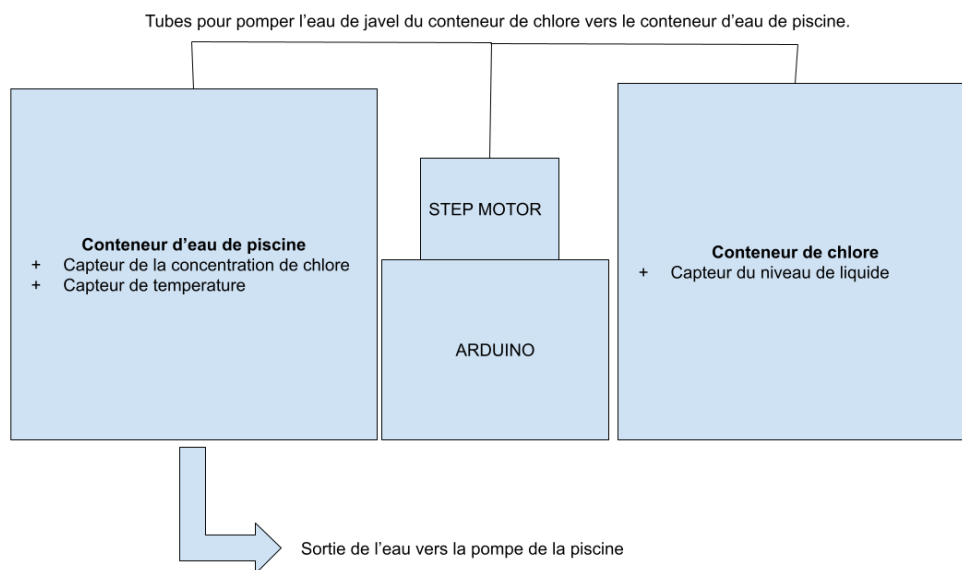 Tubes pour pomper l’eau de javel du conteneur de chlore vers le conteneur d’eau de piscine.
STEP MOTOR
Conteneur d’eau de piscine
+ Capteur de la concentration de chlore
+ Capteur de temperature
Conteneur de chlore
+ Capteur du niveau de liquide
ARDUINO
Sortie de l’eau vers la pompe de la piscine